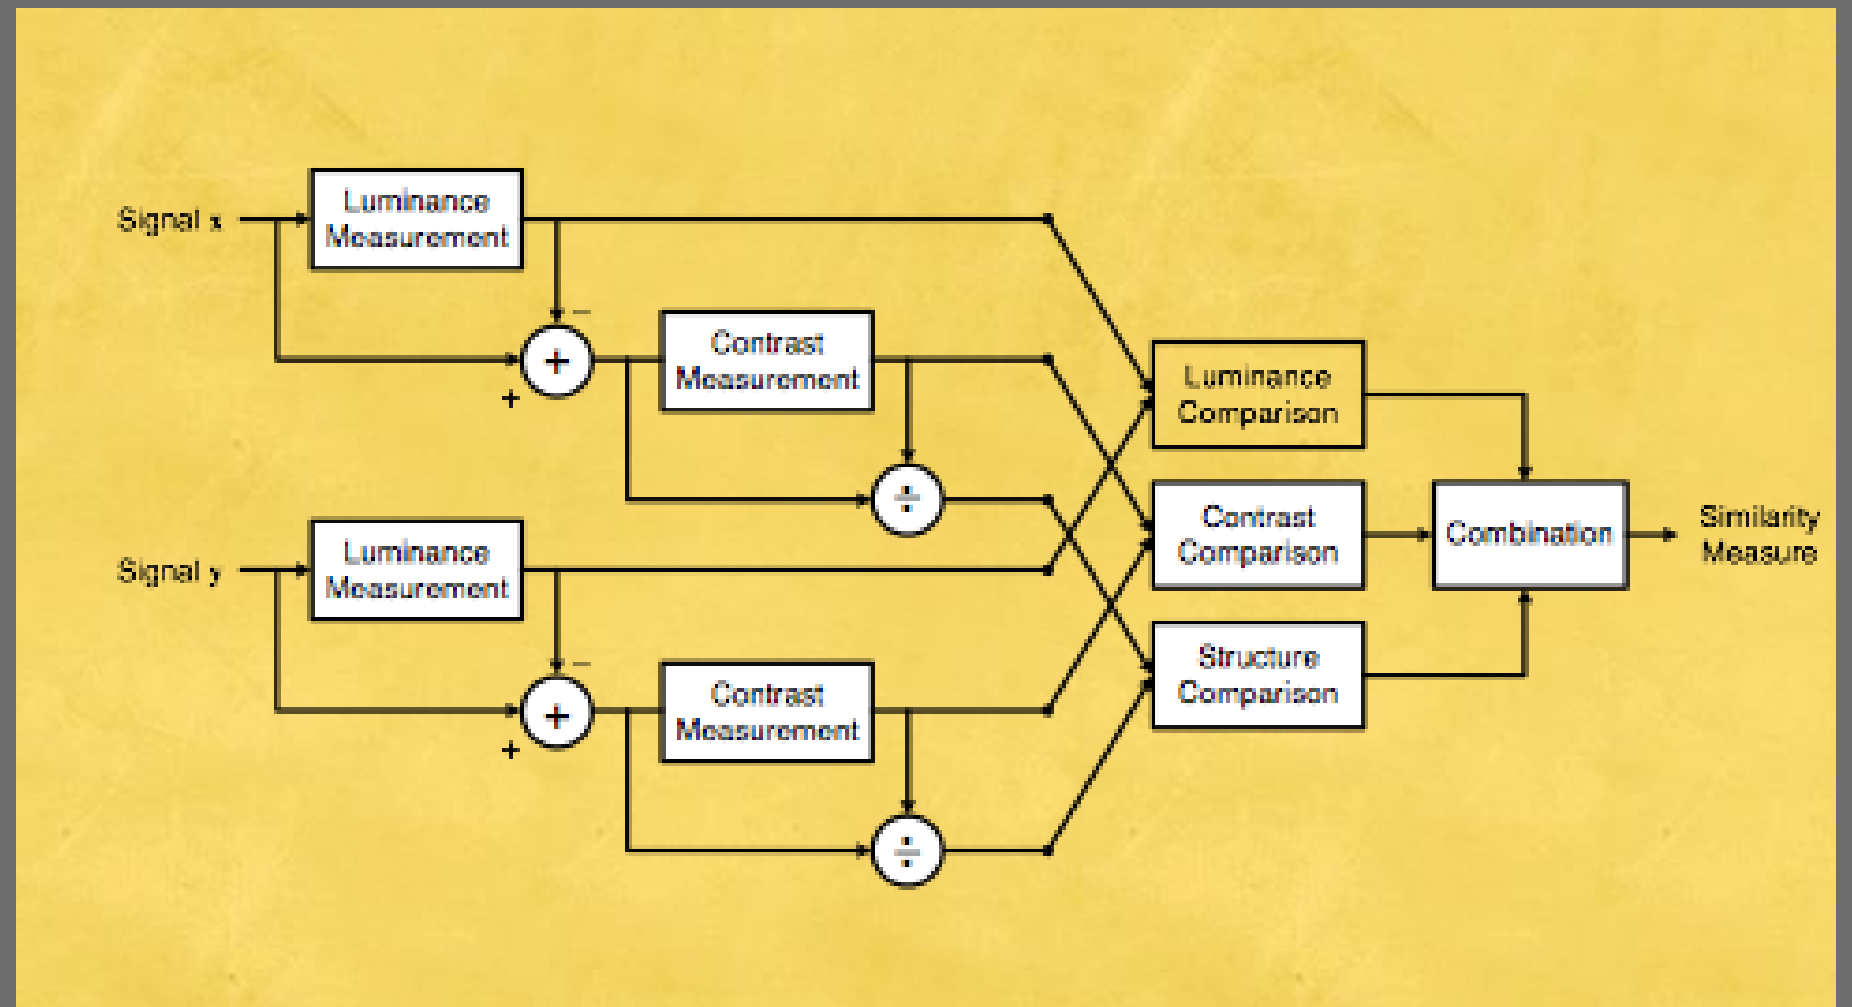 Signal x
Luminance
Measurement
−
+
+
Contrast
Measurement
÷
Signal y
Luminance
Measurement
−
+
+
Contrast
Measurement
÷
Luminance
Comparison
Contrast
Comparison
Structure
Comparison
Combination
Similarity
Measure